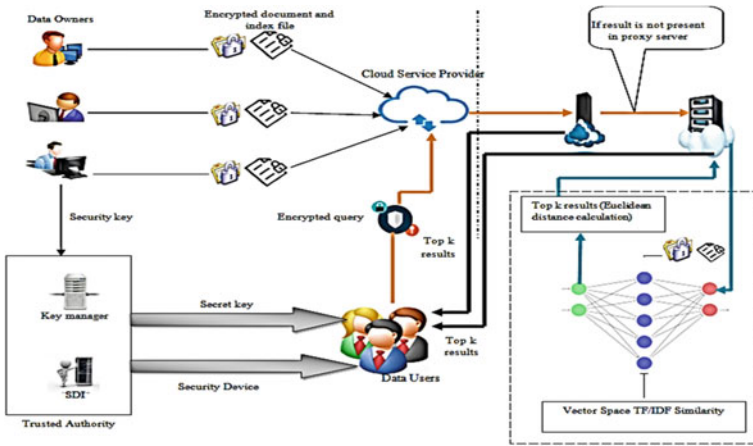 Data Owners
Encrypted document and
index file
Cloud Service Provider
If result is not present
in proxy server
Security key
Encrypted query
Top k
results
Top k results (Euclidean
distance calculation)
Key manager
Secret key
"SDI"
Security Device
Trusted Authority
Data Users
Top k
results
Vector Space TF/IDF Similarity